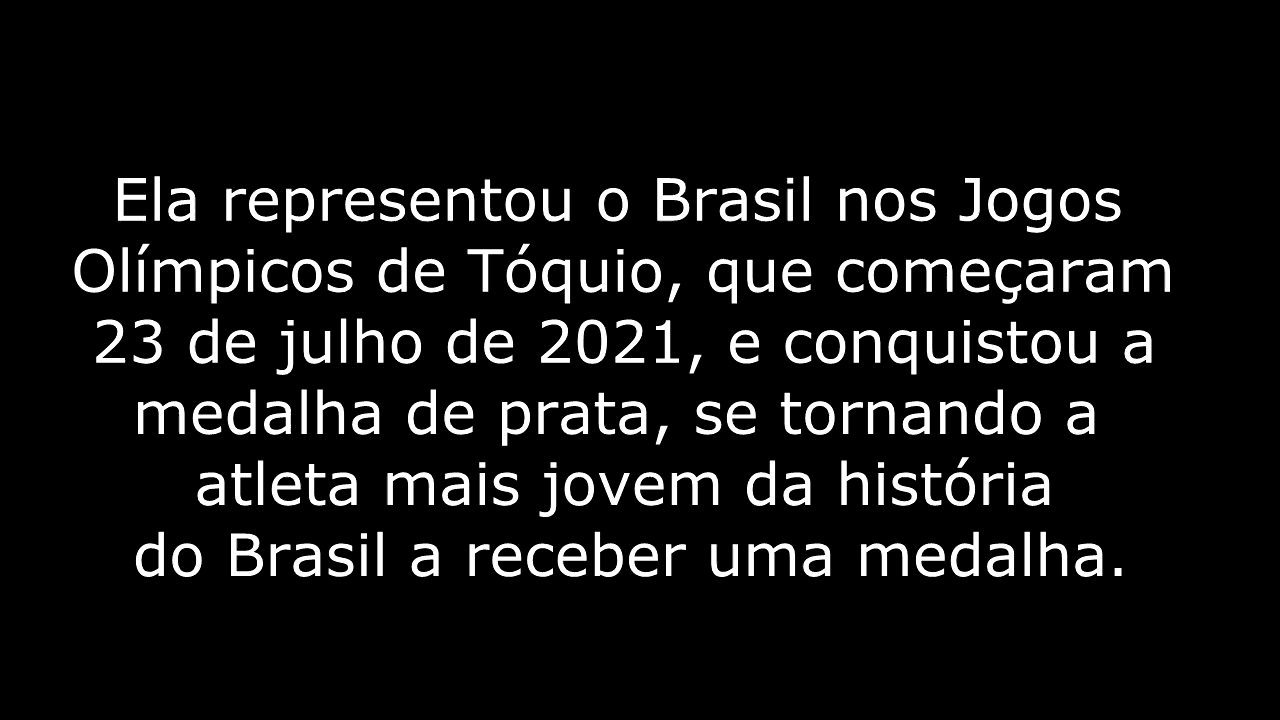 Ela representou o Brasil nos Jogos
Olímpicos de Tóquio, que começaram
23 de julho de 2021, e conquistou a
medalha de prata, se tornando a
atleta mais jovem da história
do Brasil a receber uma medalha.